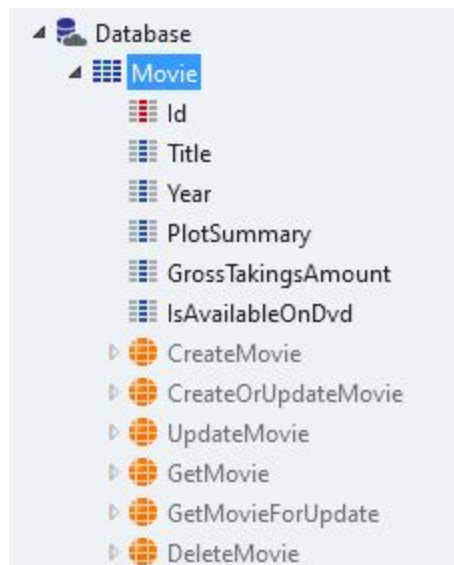 Database
Movie
Id
Title
Year
PlotSummary
GrossTakingsAmount
IsAvailableOnDvd
CreateMovie
CreateOrUpdateMovie
UpdateMovie
GetMovie
GetMovieForUpdate
DeleteMovie